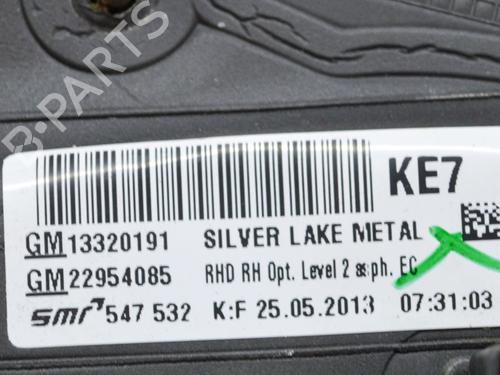 B-PARTS
KE7
GM13320191 SILVER LAKE METAL
GM22954085 RHD RH Opt. Level 2 asph. EC
smr 547 532 K:F 25.05.2013 07:31:03